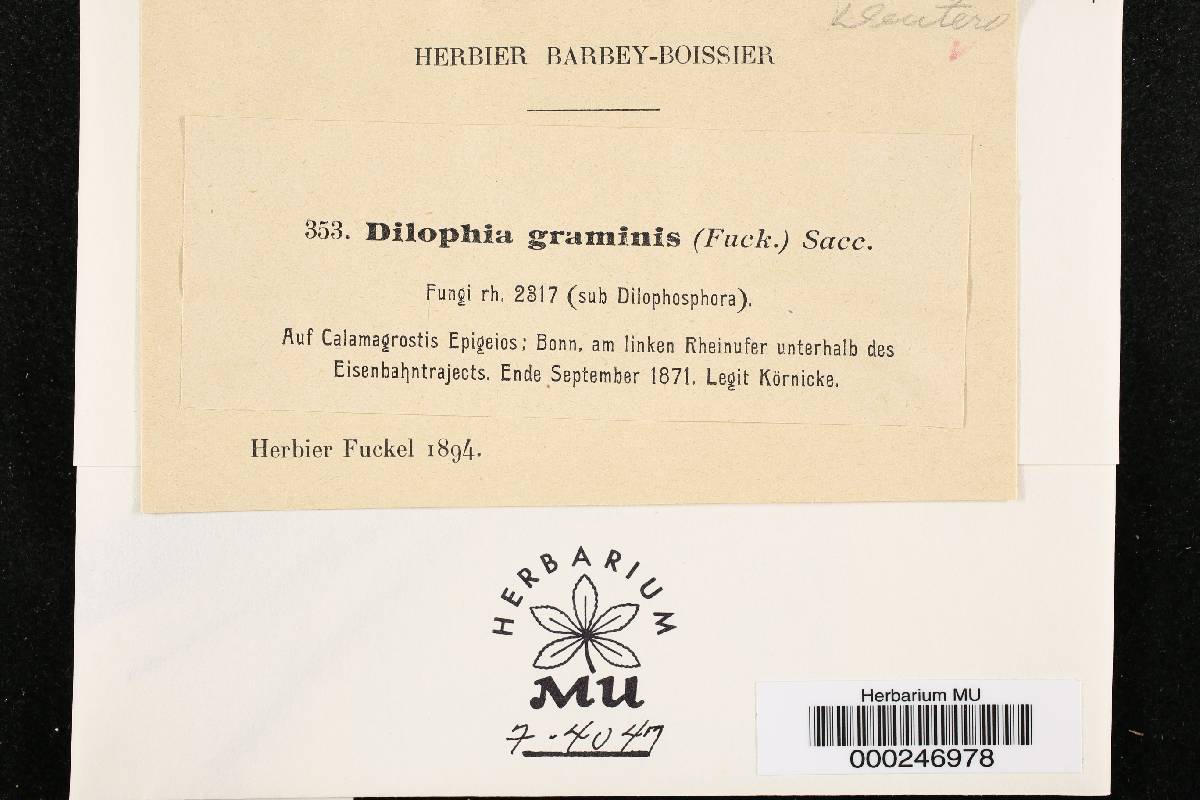 Deutero
HERBIER BARBEY-BOISSIER
353. Dilophia graminis (Fuck.) Sacc.
Fungi rh. 2317 (sub Dilophosphora).
Auf Calamagrostis Epigeios; Bonn, am linken Rheinufer unterhalb des
Eisenbahntrajects. Ende September 1871. Legit Körnicke.
Herbier Fuckel 1894.
HERBARIUM
MU
7-4047
Herbarium MU
000246978